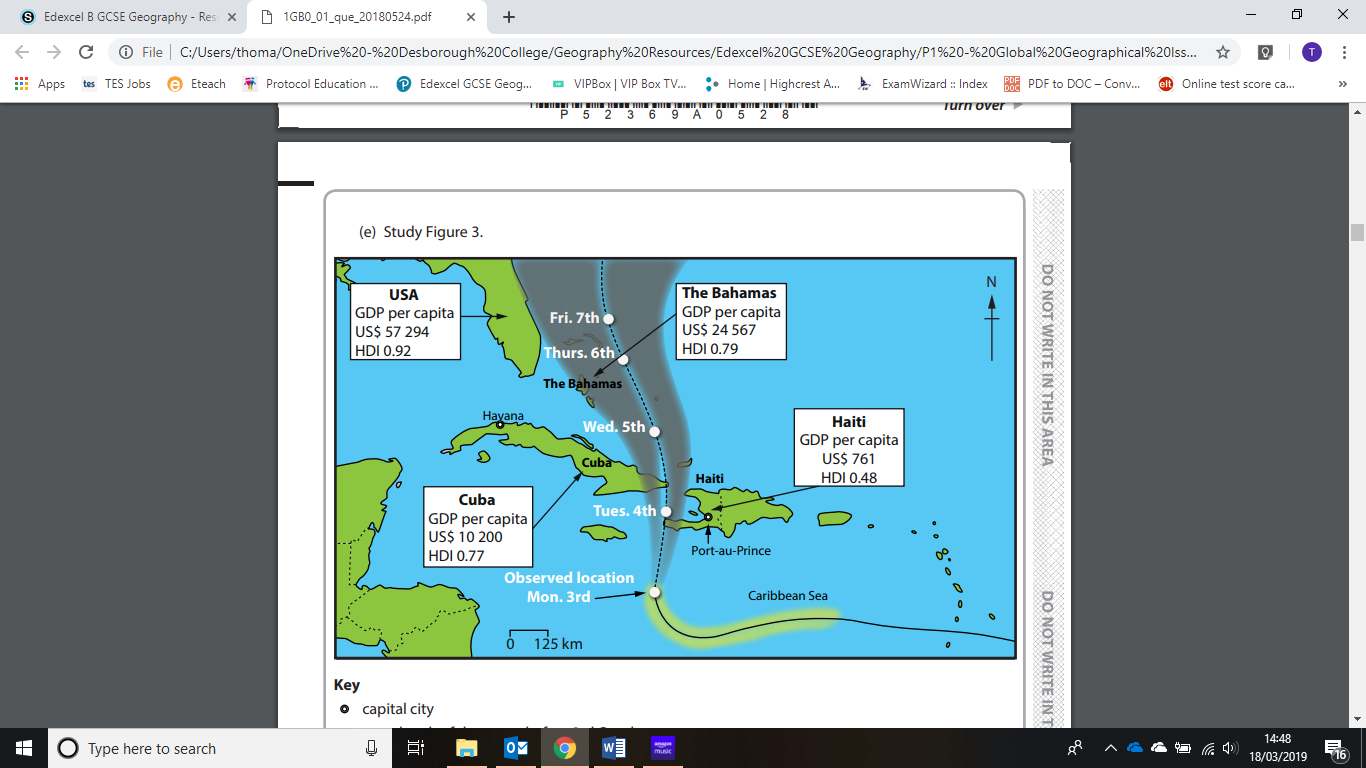 Edexcel B GCSE Geography - Res
1GB0_01_que_20180524.pdf
File
C:/Users/thoma/OneDrive%20-%20Desborough%20College/Geography%20Resources/Edexcel%20GCSE%20Geography/P1%20-%20Global%20Geographical%20Iss...
T
Apps
tes TES Jobs
Eteach
Protocol Education ...
Edexcel GCSE Geog...
VIPBox | VIP Box TV...
Home | Highcrest A...
ExamWizard :: Index
PDF to DOC – Conv...
elt Online test score ca...
»
Turn over
P 5 2 3 6 9 A 0 5 2 8
(e) Study Figure 3.
USA
GDP per capita
US$ 57 294
HDI 0.92
The Bahamas
GDP per capita
US$ 24 567
HDI 0.79
N
Fri. 7th
Thurs. 6th
The Bahamas
Havana
Wed. 5th
Haiti
GDP per capita
US$ 761
HDI 0.48
Cuba
Haiti
Cuba
GDP per capita
US$ 10 200
HDI 0.77
Tues. 4th
Port-au-Prince
Observed location
Mon. 3rd
Caribbean Sea
0 125 km
Key
capital city
DO NOT WRITE IN THIS AREA
DO NOT WRITE IN T
Type here to search
amazon music
14:48
18/03/2019
16